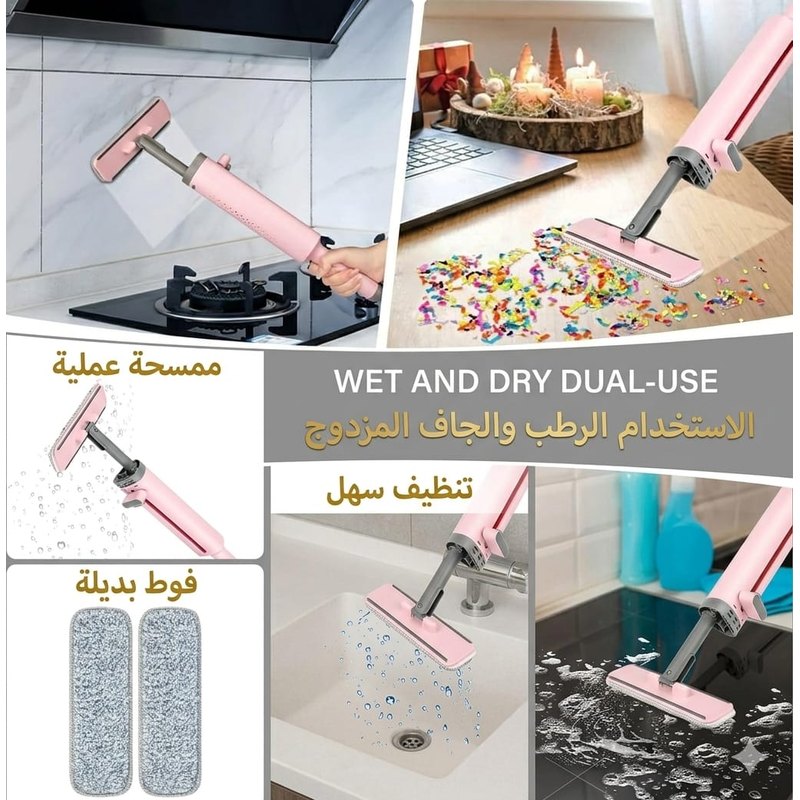 ممسحة عملية
WET AND DRY DUAL-USE
الاستخدام الرطب والجاف المزدوج
تنظيف سهل
فوط بديلة